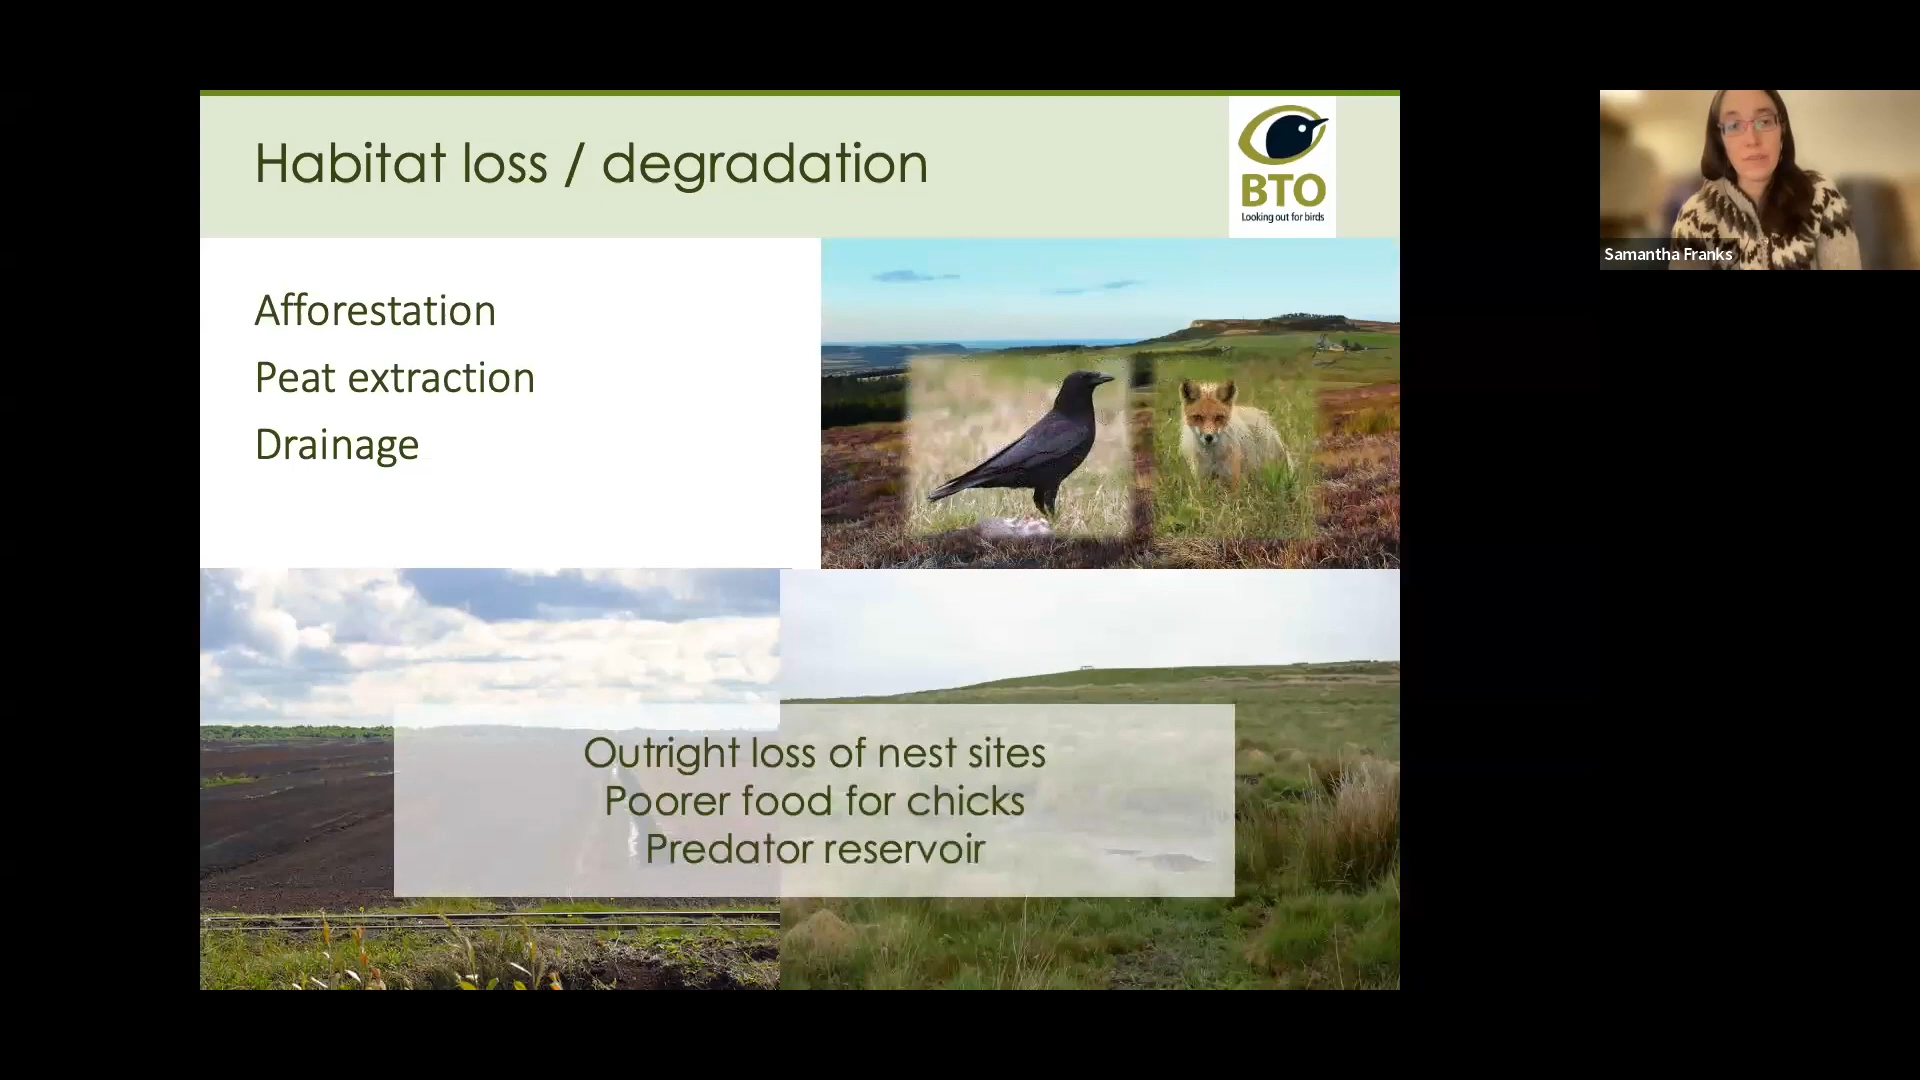 Habitat loss / degradation
BTO
Looking out for birds
Samantha Franks
Afforestation
Peat extraction
Drainage
Outright loss of nest sites
Poorer food for chicks
Predator reservoir